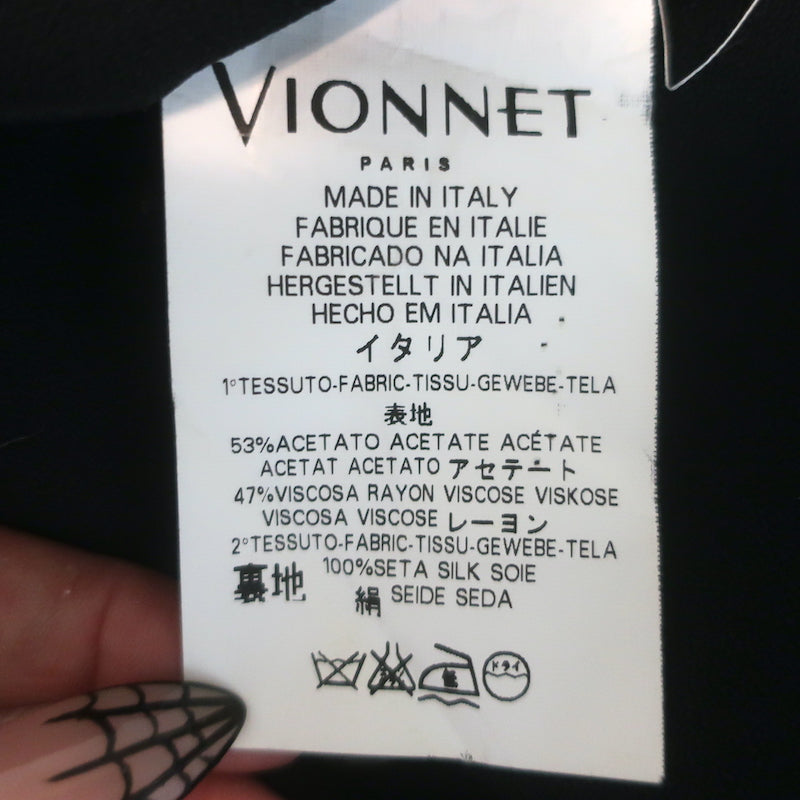 VIONNET
PARIS
MADE IN ITALY
FABRIQUE EN ITALIE
FABRICADO NA ITALIA
HERGESTELLT IN ITALIEN
HECHO EM ITALIA
イタリア
1°TESSUTO-FABRIC-TISSU-GEWEBE-TELA
表地
53%ACETATO ACETATE ACÉTATE
ACETAT ACETATO アセテート
47%VISCOSA RAYON VISCOSE VISKOSE
VISCOSA VISCOSE レーヨン
2°TESSUTO-FABRIC-TISSU-GEWEBE-TELA
裏地 100%SETA SILK SOIE
絹 SEIDE SEDA
ドライ